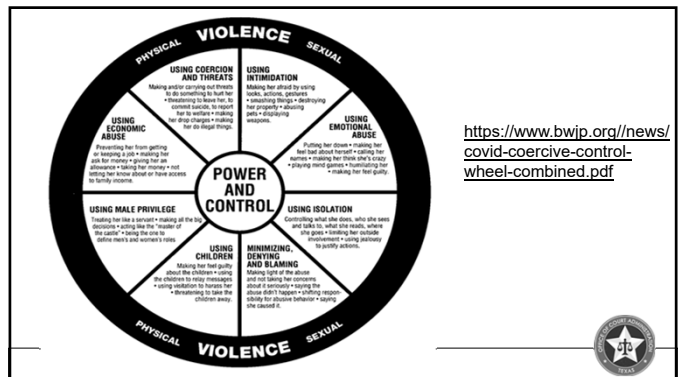 PHYSICAL VIOLENCE SEXUAL
USING COERCION
AND THREATS
Making and/or carrying out threats
to do something to hurt her
• threatening to leave her, to
commit suicide, to report
her to welfare • making
her drop charges • making
her do illegal things.
USING
INTIMIDATION
Making her afraid by using
looks, actions, gestures
• smashing things • destroying
her property • abusing
pets • displaying
weapons.
USING
ECONOMIC
ABUSE
Preventing her from getting
or keeping a job • making her
ask for money • giving her an
allowance • taking her money • not
letting her know about or have access
to family income.
USING
EMOTIONAL
ABUSE
Putting her down • making her
feel bad about herself • calling her
names • making her think she's crazy
• playing mind games • humiliating her
• making her feel guilty.
POWER
AND
CONTROL
USING MALE PRIVILEGE
Treating her like a servant • making all the big
decisions • acting like the "master of
the castle" • being the one to
define men's and women's roles
USING ISOLATION
Controlling what she does, who she sees
and talks to, what she reads, where
she goes • limiting her outside
involvement • using jealousy
to justify actions.
USING
CHILDREN
Making her feel guilty
about the children • using
the children to relay messages
• using visitation to harass her
• threatening to take the
children away.
MINIMIZING,
DENYING
AND BLAMING
Making light of the abuse
and not taking her concerns
about it seriously • saying the
abuse didn't happen • shifting respon-
sibility for abusive behavior • saying
she caused it.
PHYSICAL VIOLENCE SEXUAL
https://www.bwjp.org//news/
covid-coercive-control-
wheel-combined.pdf
OFFICE OF COURT ADMINISTRATION
TEXAS